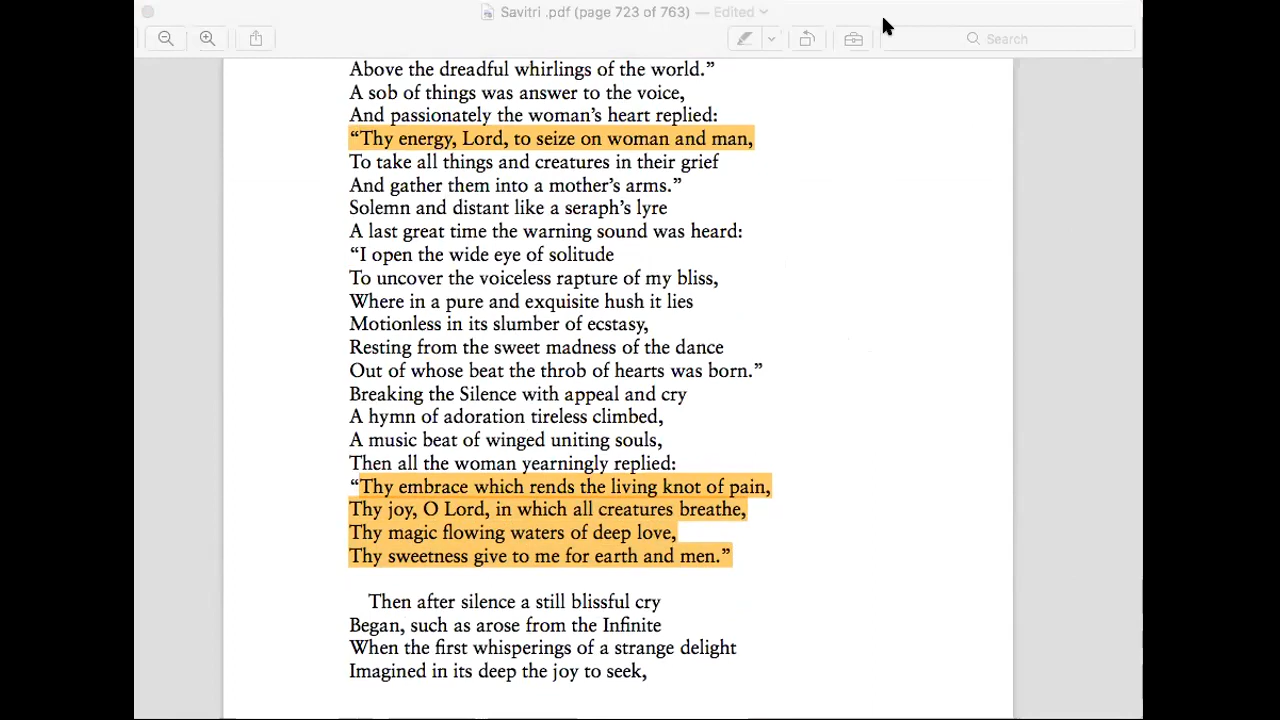 Savitri .pdf (page 723 of 763) — Edited
Search
Above the dreadful whirlings of the world.”
A sob of things was answer to the voice,
And passionately the woman’s heart replied:
“Thy energy, Lord, to seize on woman and man,
To take all things and creatures in their grief
And gather them into a mother’s arms.”
Solemn and distant like a seraph’s lyre
A last great time the warning sound was heard:
“I open the wide eye of solitude
To uncover the voiceless rapture of my bliss,
Where in a pure and exquisite hush it lies
Motionless in its slumber of ecstasy,
Resting from the sweet madness of the dance
Out of whose beat the throb of hearts was born.”
Breaking the Silence with appeal and cry
A hymn of adoration tireless climbed,
A music beat of winged uniting souls,
Then all the woman yearningly replied:
“Thy embrace which rends the living knot of pain,
Thy joy, O Lord, in which all creatures breathe,
Thy magic flowing waters of deep love,
Thy sweetness give to me for earth and men.”
Then after silence a still blissful cry
Began, such as arose from the Infinite
When the first whisperings of a strange delight
Imagined in its deep the joy to seek,